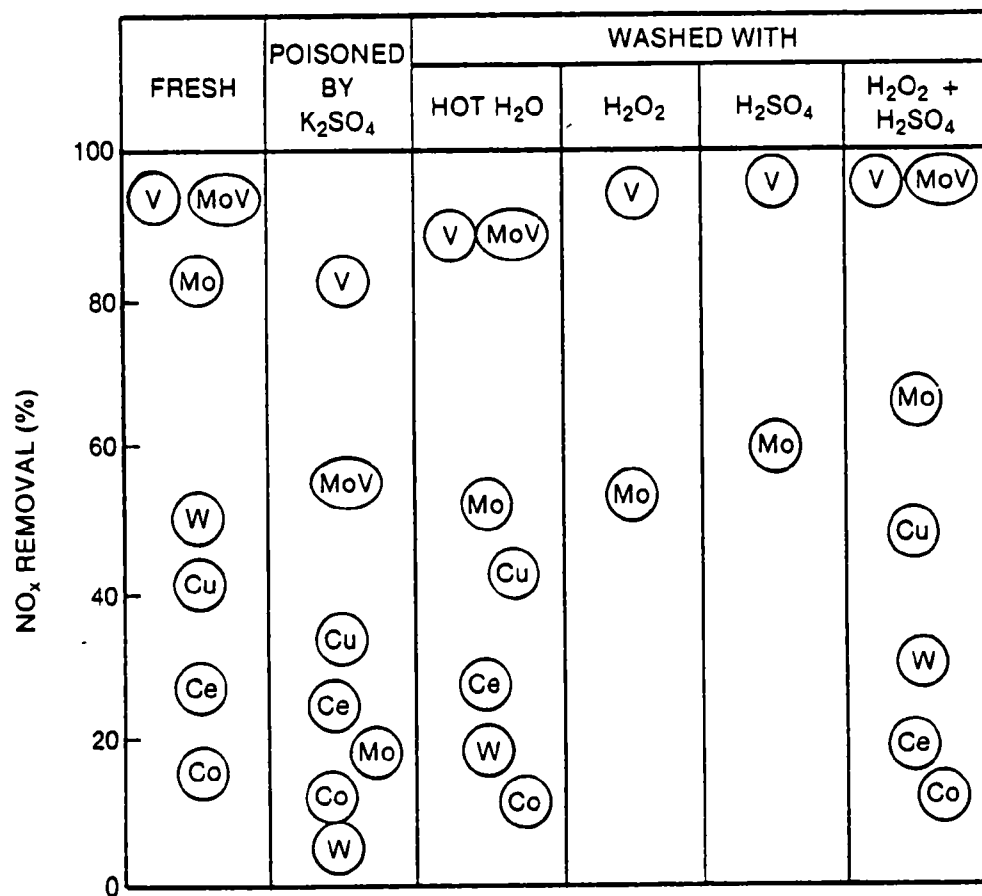 WASHED WITH
FRESH
POISONED
BY
K₂SO₄
HOT H₂O
H₂O₂
H₂SO₄
H₂O₂ +
H₂SO₄
NOₓ REMOVAL (%)
100
80
60
40
20
0
V MoV
Mo
W
Cu
Ce
Co
V
MoV
Cu
Ce
Mo
Co
W
V MoV
Mo
Cu
Ce
W
Co
V
Mo
V
Mo
V MoV
Mo
Cu
W
Ce
Co